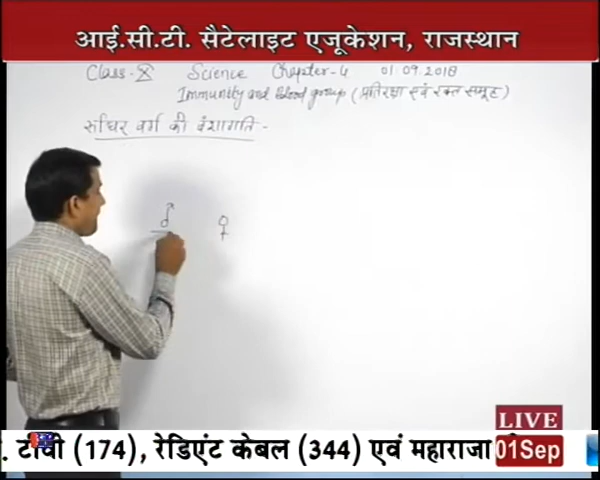 आई.सी.टी. सैटेलाइट एजूकेशन, राजस्थान
Class-X Science Chapter-4 01.09.2018
Immunity and Blood group (प्रतिरक्षा एवं रक्त समूह)
रुधिर वर्ग की वंशागति -
♂ ♀
LIVE
01Sep
टीवी (174), रेडिएंट केबल (344) एवं महाराजा